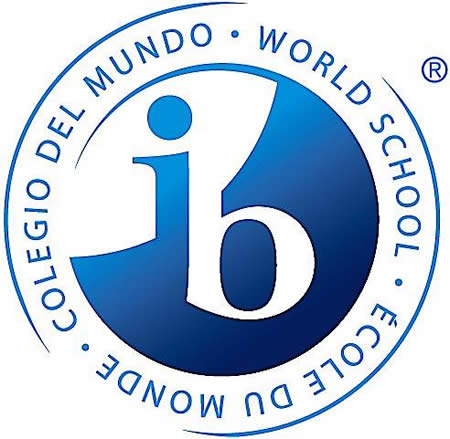 COLEGIO DEL MUNDO · WORLD SCHOOL · ÉCOLE DU MONDE ·
®
ib